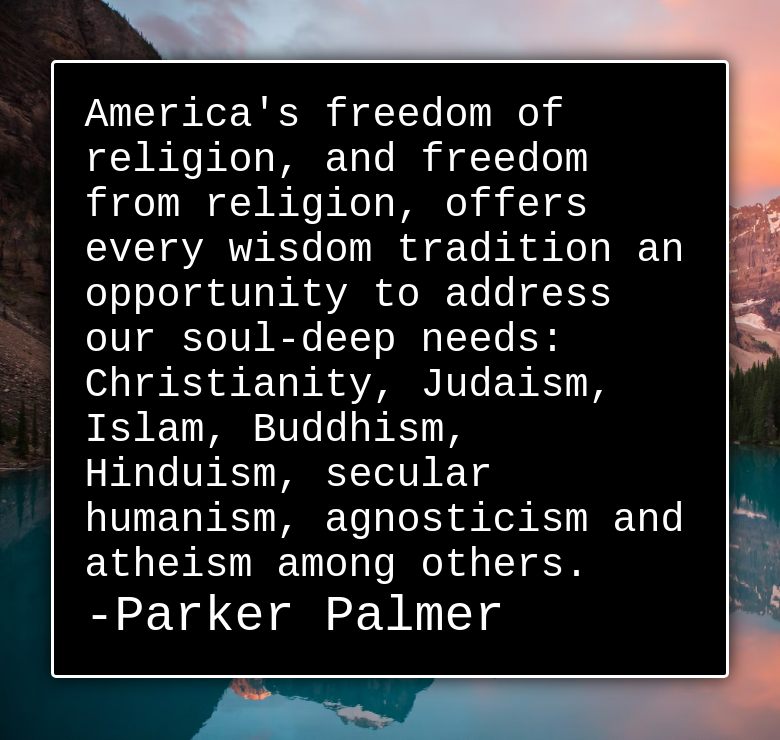 America's freedom of
religion, and freedom
from religion, offers
every wisdom tradition an
opportunity to address
our soul-deep needs:
Christianity, Judaism,
Islam, Buddhism,
Hinduism, secular
humanism, agnosticism and
atheism among others.
-Parker Palmer